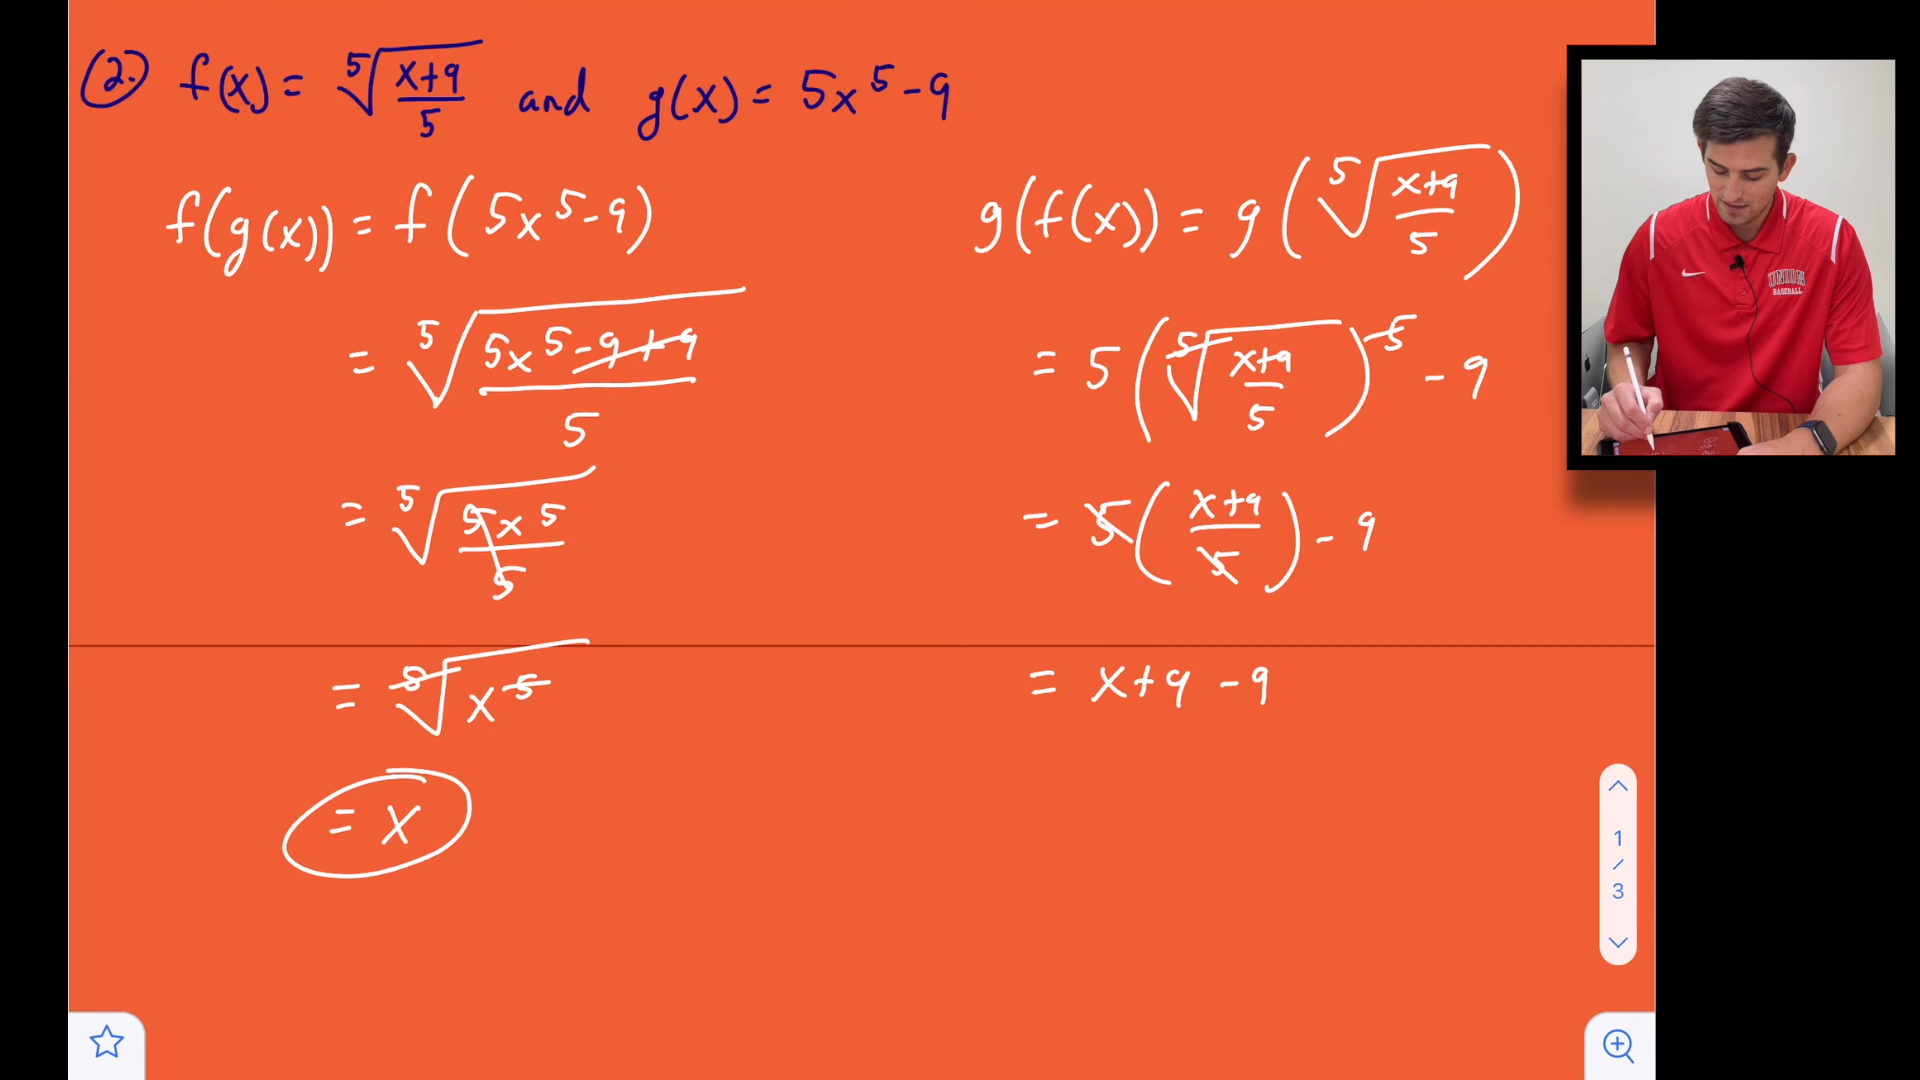 2. f(x) = ⁵√((x+9)/5) and g(x) = 5x⁵ - 9
f(g(x)) = f(5x⁵ - 9)
= ⁵√((5x⁵ - 9 + 9)/5)
= ⁵√(5x⁵/5)
= ⁵√(x⁵)
= x
g(f(x)) = g(⁵√((x+9)/5))
= 5(⁵√((x+9)/5))⁵ - 9
= 5((x+9)/5) - 9
= x+9 - 9
UNION
BASEBALL
1
/
3